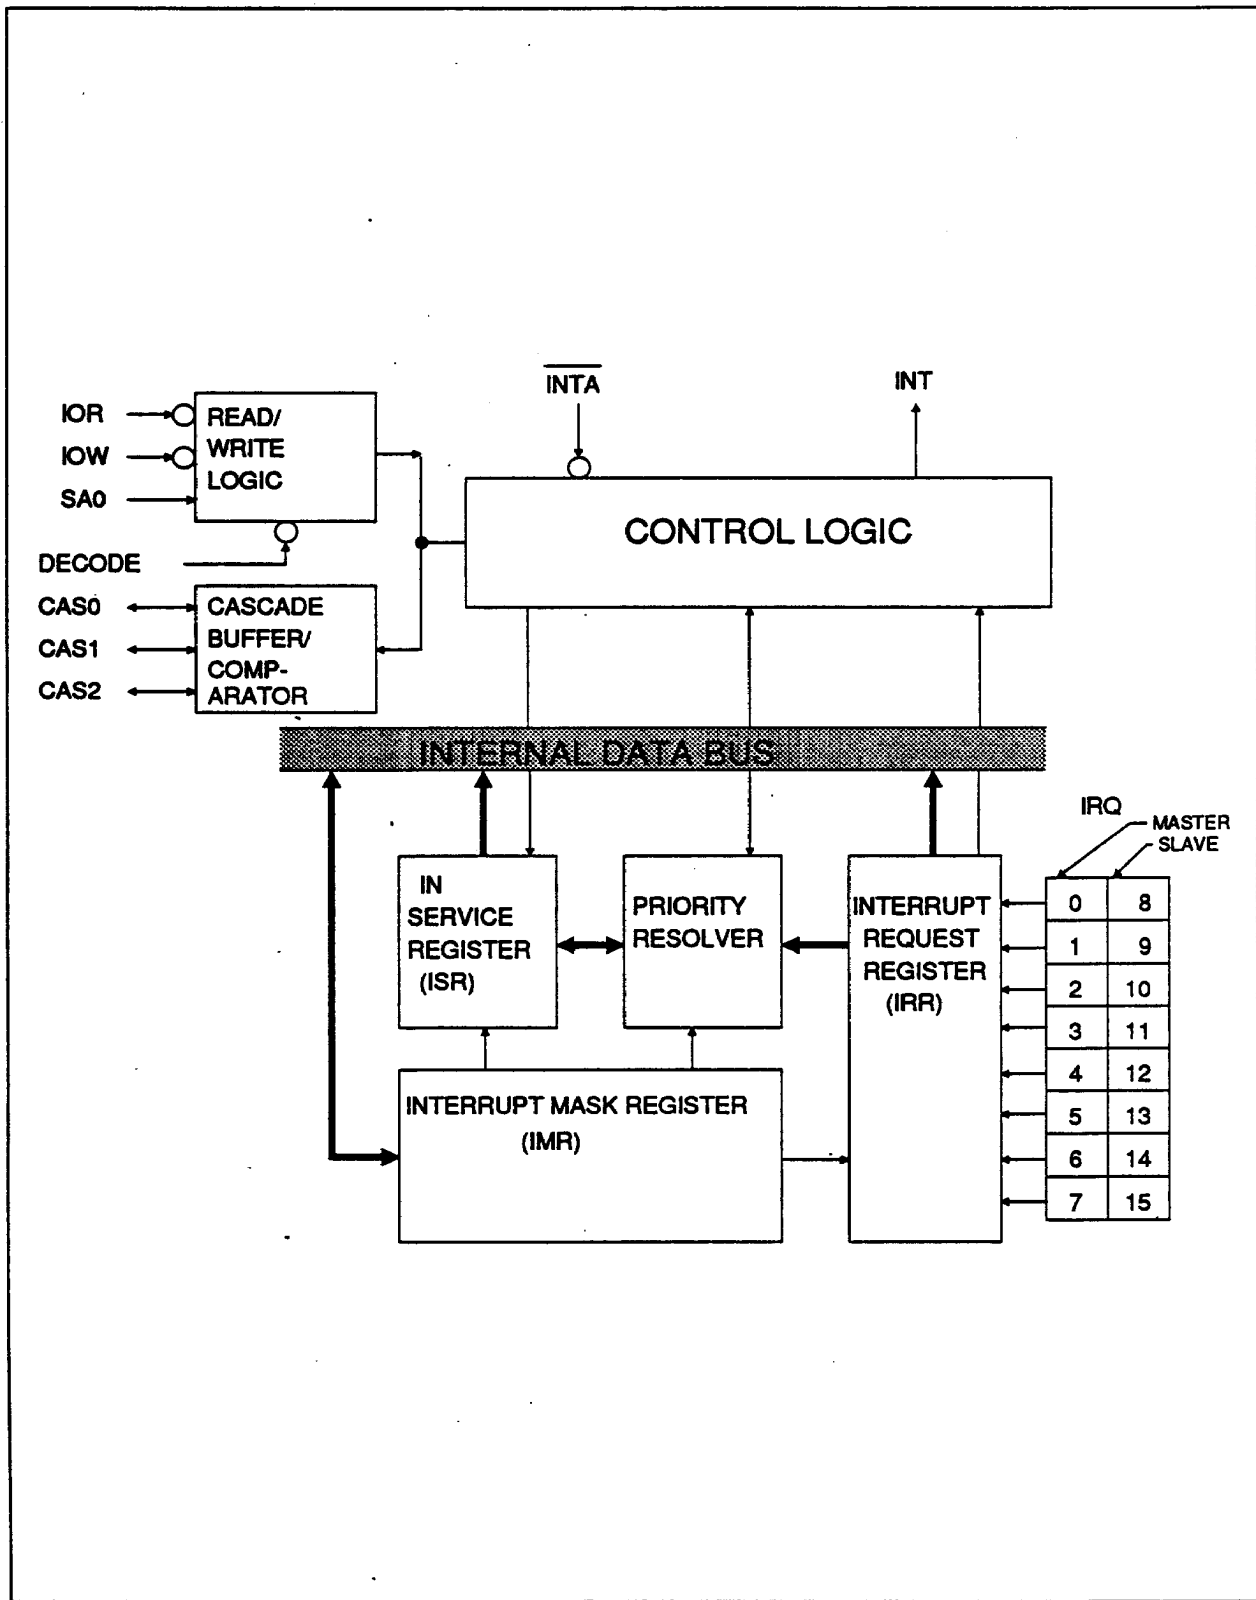 INTA
INT
IOR
IOW
SA0
DECODE
READ/
WRITE
LOGIC
CAS0
CAS1
CAS2
CASCADE
BUFFER/
COMP-
ARATOR
CONTROL LOGIC
INTERNAL DATA BUS
IRQ
MASTER
SLAVE
IN
SERVICE
REGISTER
(ISR)
PRIORITY
RESOLVER
INTERRUPT
REQUEST
REGISTER
(IRR)
0 8
1 9
2 10
3 11
4 12
5 13
6 14
7 15
INTERRUPT MASK REGISTER
(IMR)